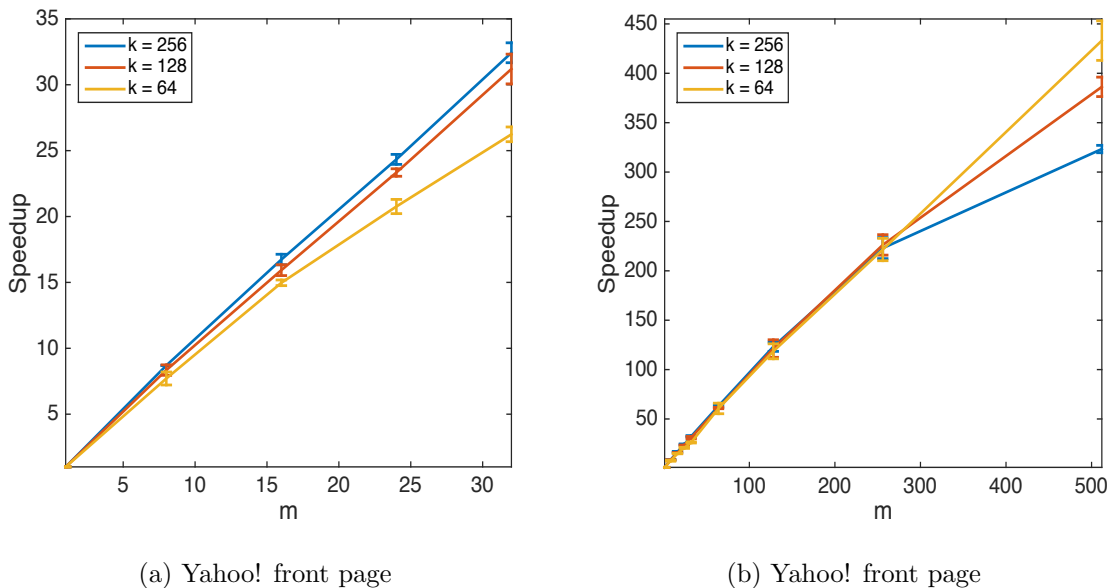 35
30
25
20
15
10
5
Speedup
k = 256
k = 128
k = 64
5 10 15 20 25 30
m
(a) Yahoo! front page
450
400
350
300
250
200
150
100
50
Speedup
k = 256
k = 128
k = 64
100 200 300 400 500
m
(b) Yahoo! front page